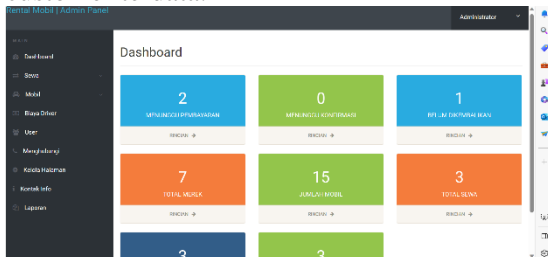 Rental Mobil | Admin Panel
Administrator
MAIN
Dashboard
Sewa
Mobil
Biaya Driver
User
Menghubungi
Kelola Halaman
Kontak Info
Laporan
Dashboard
2
MENUNGGU PEMBAYARAN
RINCIAN
0
MENUNGGU KONFIRMASI
RINCIAN
1
BELUM DIKEMBALIKAN
RINCIAN
7
TOTAL MEREK
RINCIAN
15
JUMLAH MOBIL
RINCIAN
3
TOTAL SEWA
RINCIAN
3
3